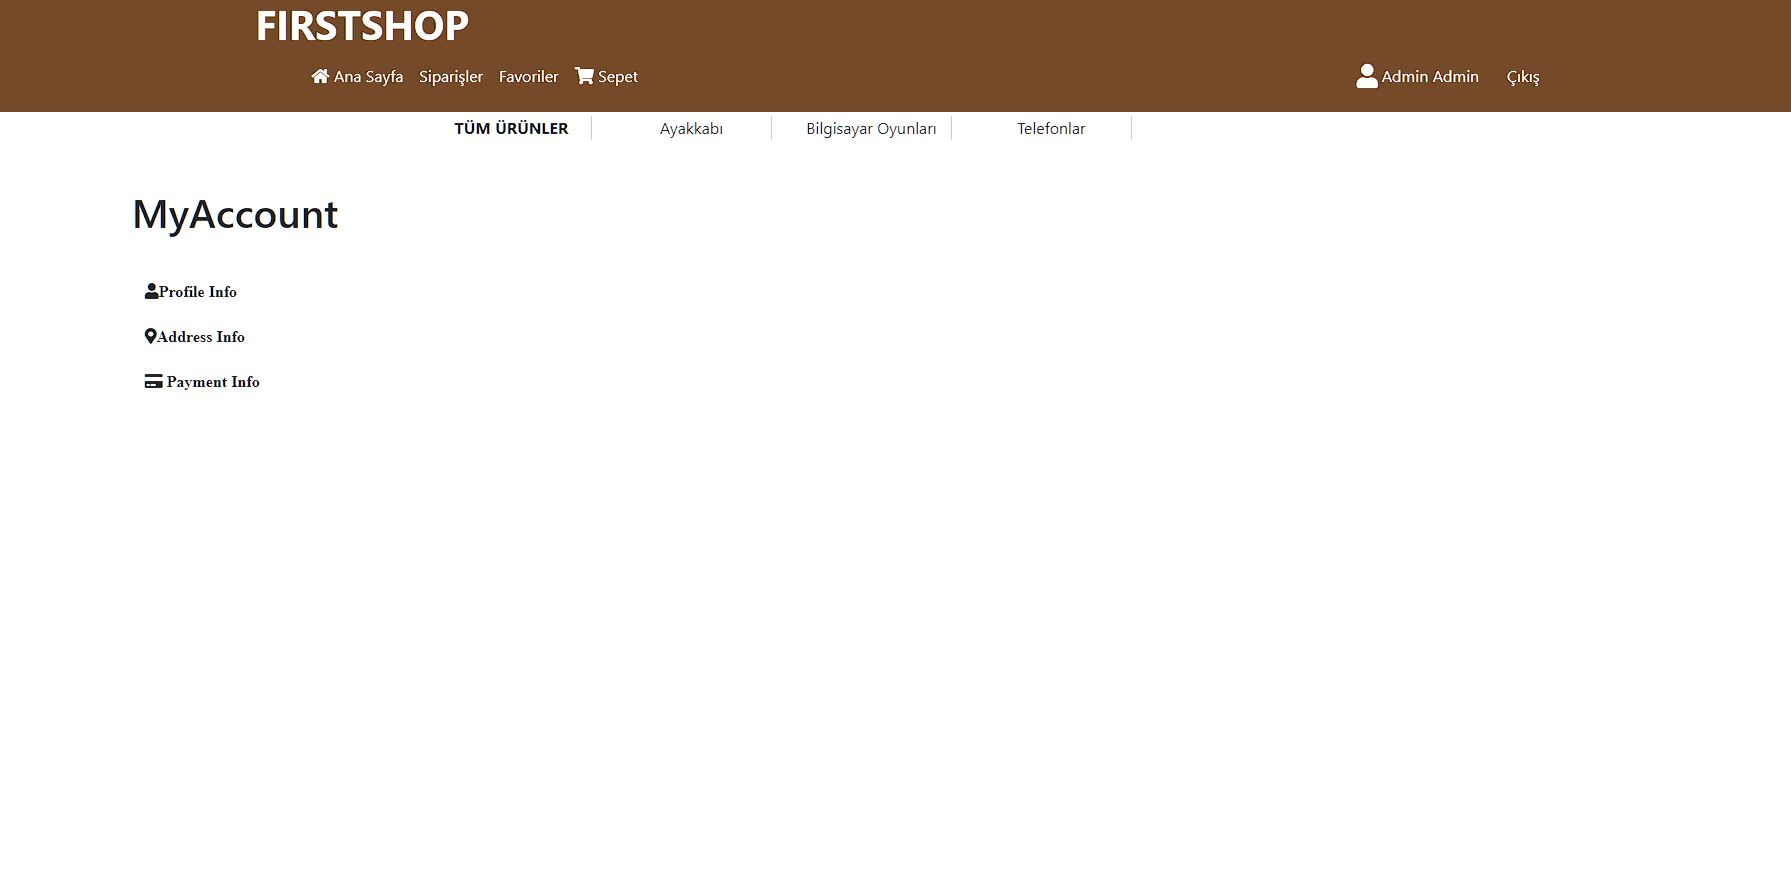 FIRSTSHOP
Ana Sayfa Siparişler Favoriler Sepet Admin Admin Çıkış
TÜM ÜRÜNLER Ayakkabı Bilgisayar Oyunları Telefonlar
MyAccount
Profile Info
Address Info
Payment Info